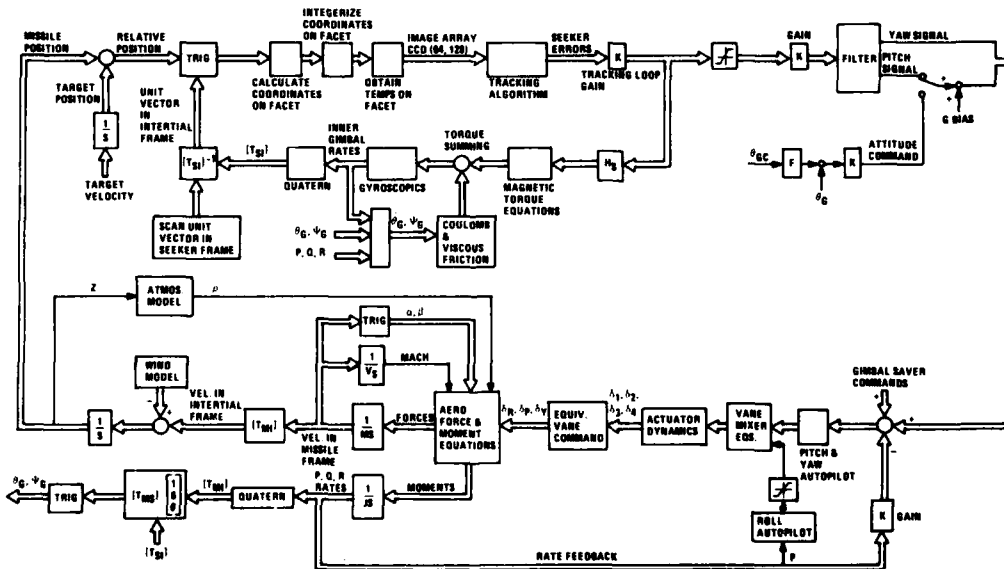 MISSILE
POSITION
RELATIVE
POSITION
TRIG
INTEGERIZE
COORDINATES
ON FACET
CALCULATE
COORDINATES
ON FACET
OBTAIN
TEMPS ON
FACET
IMAGE ARRAY
CCD (64, 128)
TRACKING
ALGORITHM
SEEKER
ERRORS
K
TRACKING LOOP
GAIN
GAIN
K
FILTER
YAW SIGNAL
PITCH
SIGNAL
+
+
G BIAS
ATTITUDE
COMMAND
θGC
F
K
θG
TARGET
POSITION
1
S
TARGET
VELOCITY
UNIT
VECTOR
IN
INTERTIAL
FRAME
[TSI]
QUATERN
INNER
GIMBAL
RATES
GYROSCOPICS
TORQUE
SUMMING
MAGNETIC
TORQUE
EQUATIONS
SCAN UNIT
VECTOR IN
SEEKER FRAME
θG, ΨG
P, Q, R
θG, ΨG
COULOMB
&
VISCOUS
FRICTION
Z
ATMOS
MODEL
ρ
TRIG
α, β
1
VS
MACH
WIND
MODEL
-
+
VEL. IN
INTERTIAL
FRAME
1
S
[TMI]
VEL. IN
MISSILE
FRAME
1
MS
FORCES
AERO
FORCE &
MOMENT
EQUATIONS
δR, δP, δY
EQUIV.
VANE
COMMAND
δ1, δ2,
δ3, δ4
ACTUATOR
DYNAMICS
VANE
MIXER
EQS.
PITCH &
YAW
AUTOPILOT
GIMBAL SAVER
COMMANDS
+
+
-
K
GAIN
ROLL
AUTOPILOT
P
θG, ΨG
TRIG
[TMS]
[TMI]
QUATERN
P, Q, R
RATES
1
JS
MOMENTS
[TSI]
RATE FEEDBACK